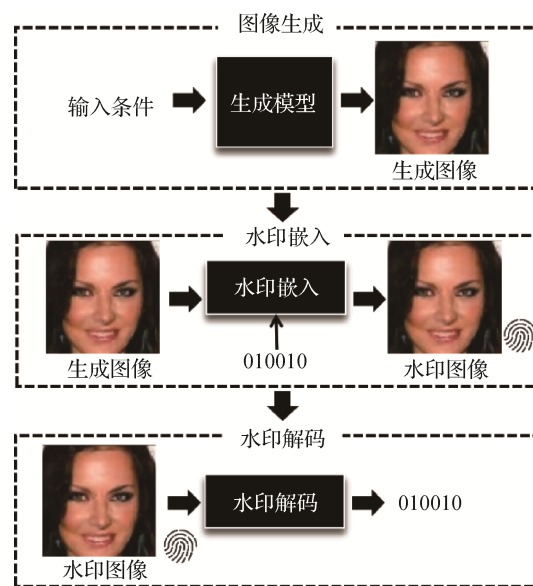 图像生成
输入条件
生成模型
生成图像
水印嵌入
水印嵌入
010010
生成图像
水印图像
水印解码
水印解码
010010
水印图像